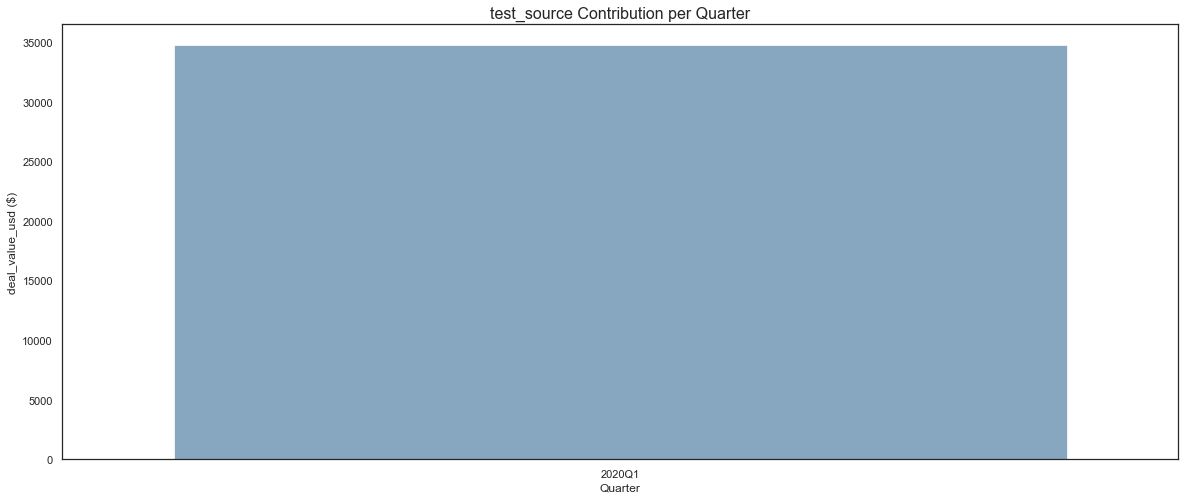 test_source Contribution per Quarter
deal_value_usd ($)
35000
30000
25000
20000
15000
10000
5000
0
2020Q1
Quarter